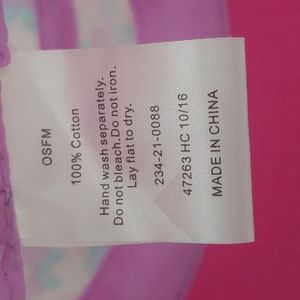 OSFM
100% Cotton
Hand wash separately.
Do not bleach.Do not iron.
Lay flat to dry.
234-21-0088
47263 HC 10/16
MADE IN CHINA